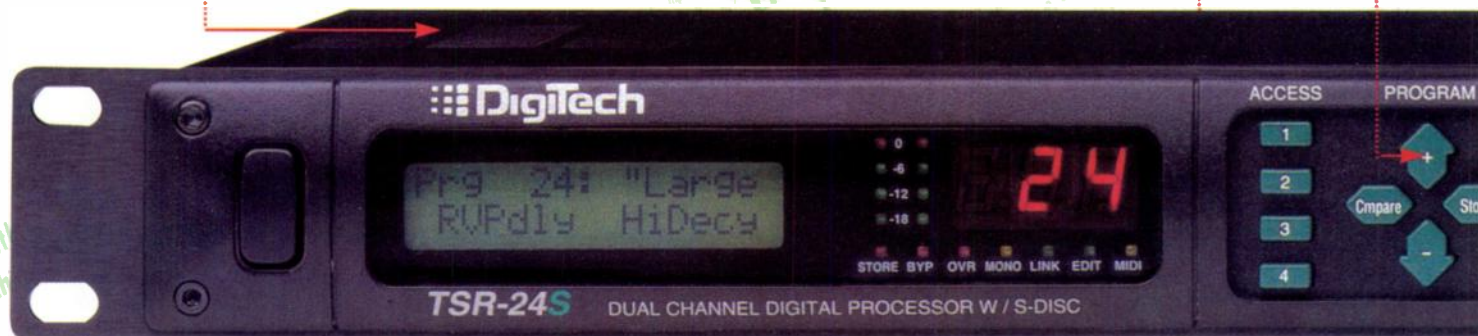 DigiTech
ACCESS PROGRAM
Prg 24: "Large
RVPdly HiDecy
0
-6
-12
-18
24
STORE BYP OVR MONO LINK EDIT MIDI
1
2
3
4
+
Cmpare
-
TSR-24S DUAL CHANNEL DIGITAL PROCESSOR W / S-DISC